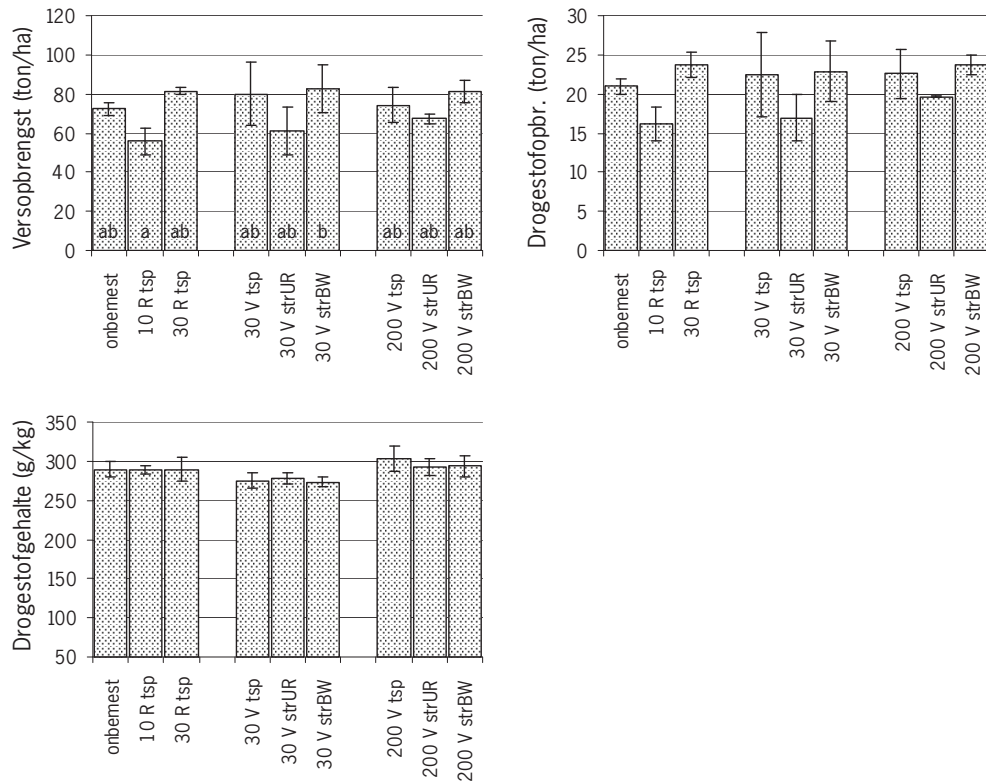 Versopbrengst (ton/ha)
120
100
80
60
40
20
0
ab
a
ab
ab
ab
b
ab
ab
ab
onbemest
10 R tsp
30 R tsp
30 V tsp
30 V strUR
30 V strBW
200 V tsp
200 V strUR
200 V strBW
Drogestofopbr. (ton/ha)
30
25
20
15
10
5
0
onbemest
10 R tsp
30 R tsp
30 V tsp
30 V strUR
30 V strBW
200 V tsp
200 V strUR
200 V strBW
Drogestofgehalte (g/kg)
350
300
250
200
150
100
50
onbemest
10 R tsp
30 R tsp
30 V tsp
30 V strUR
30 V strBW
200 V tsp
200 V strUR
200 V strBW